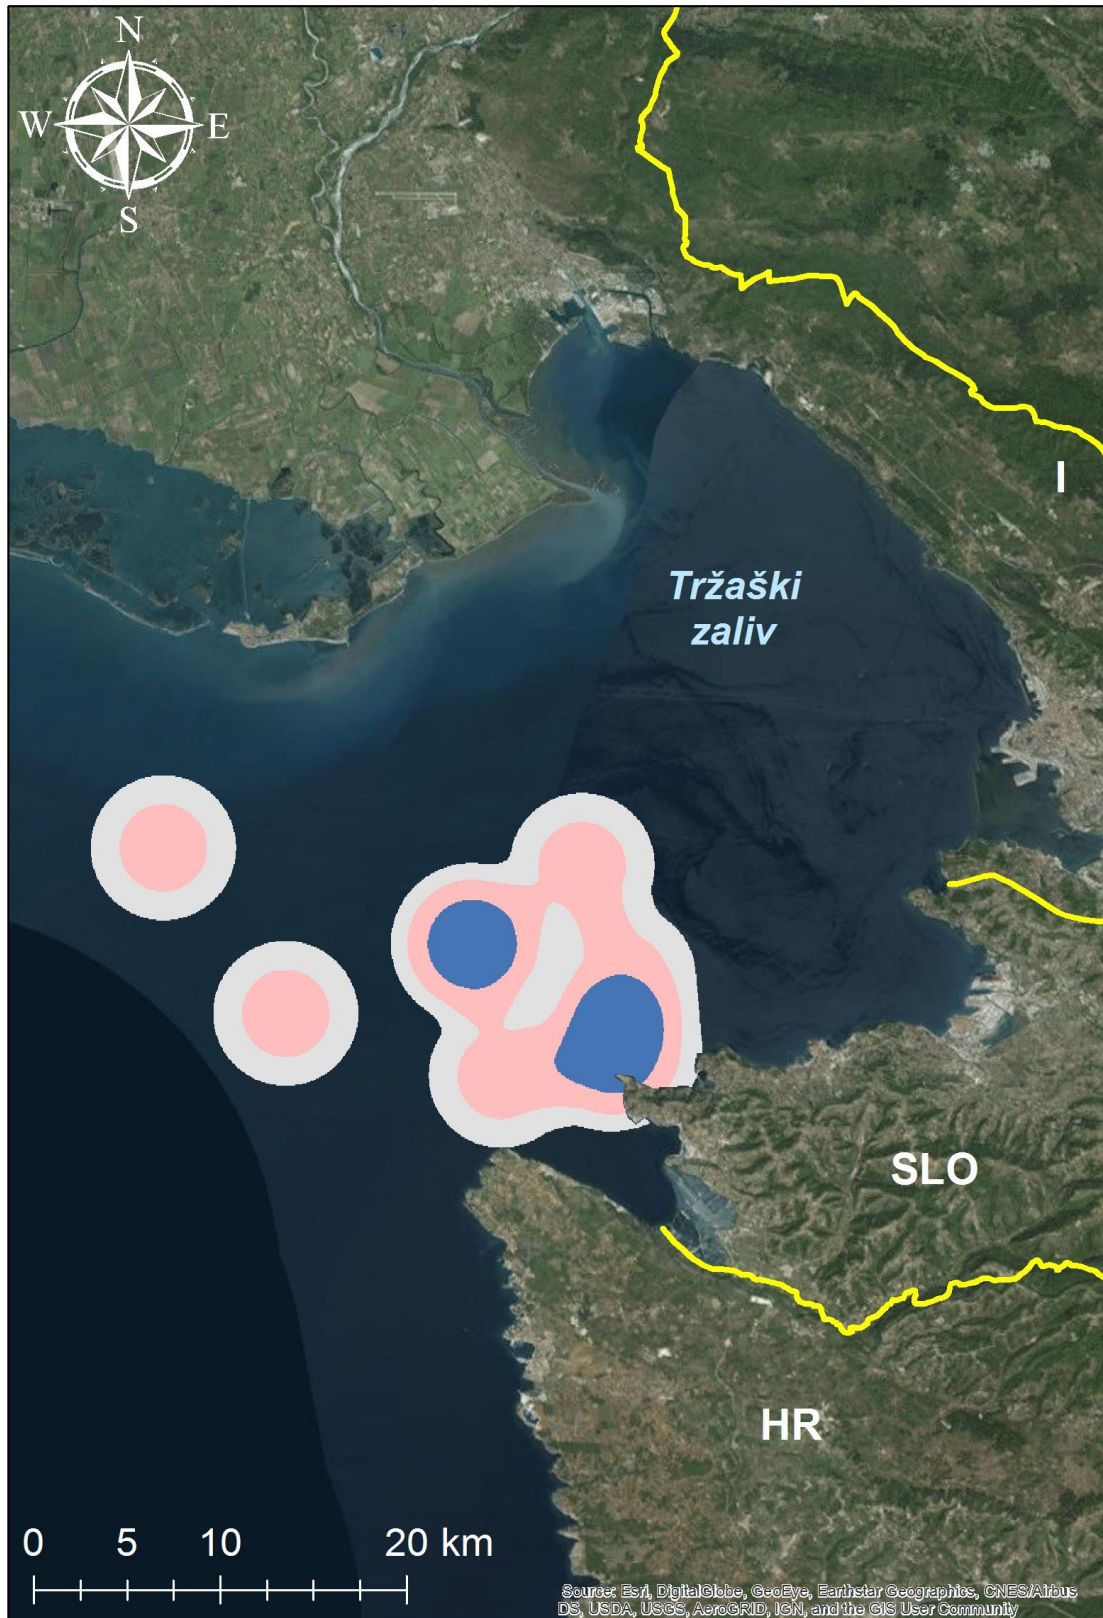 N
W E
S
I
Tržaški
zaliv
SLO
HR
0 5 10 20 km
Source: Esri, DigitalGlobe, GeoEye, Earthstar Geographics, CNES/Airbus
DS, USDA, USGS, AeroGRID, IGN, and the GIS User Community